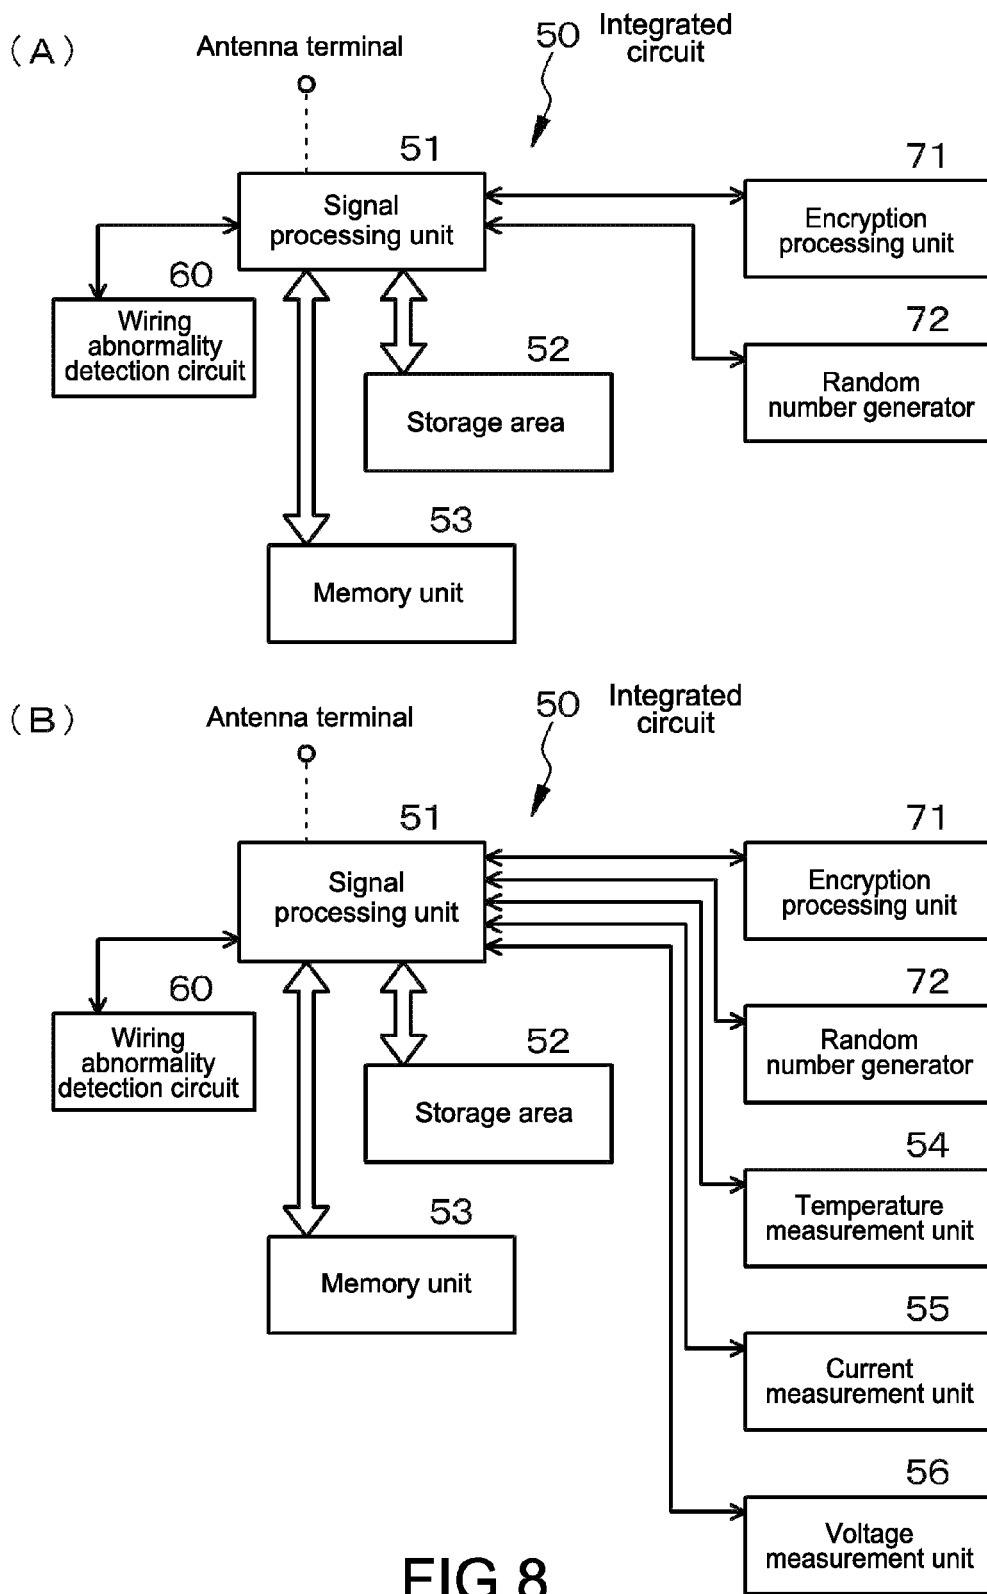 (A)
Antenna terminal
50
Integrated
circuit
51
Signal
processing unit
71
Encryption
processing unit
60
Wiring
abnormality
detection circuit
72
Random
number generator
52
Storage area
53
Memory unit
(B)
Antenna terminal
50
Integrated
circuit
51
Signal
processing unit
71
Encryption
processing unit
60
Wiring
abnormality
detection circuit
72
Random
number generator
52
Storage area
54
Temperature
measurement unit
53
Memory unit
55
Current
measurement unit
56
Voltage
measurement unit
FIG.8